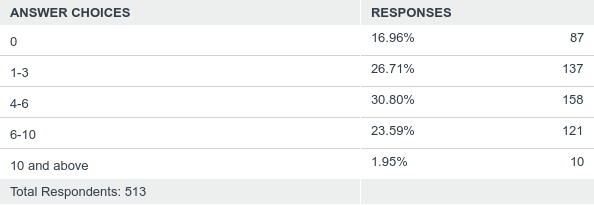 ANSWER CHOICES RESPONSES
0 16.96% 87
1-3 26.71% 137
4-6 30.80% 158
6-10 23.59% 121
10 and above 1.95% 10
Total Respondents: 513